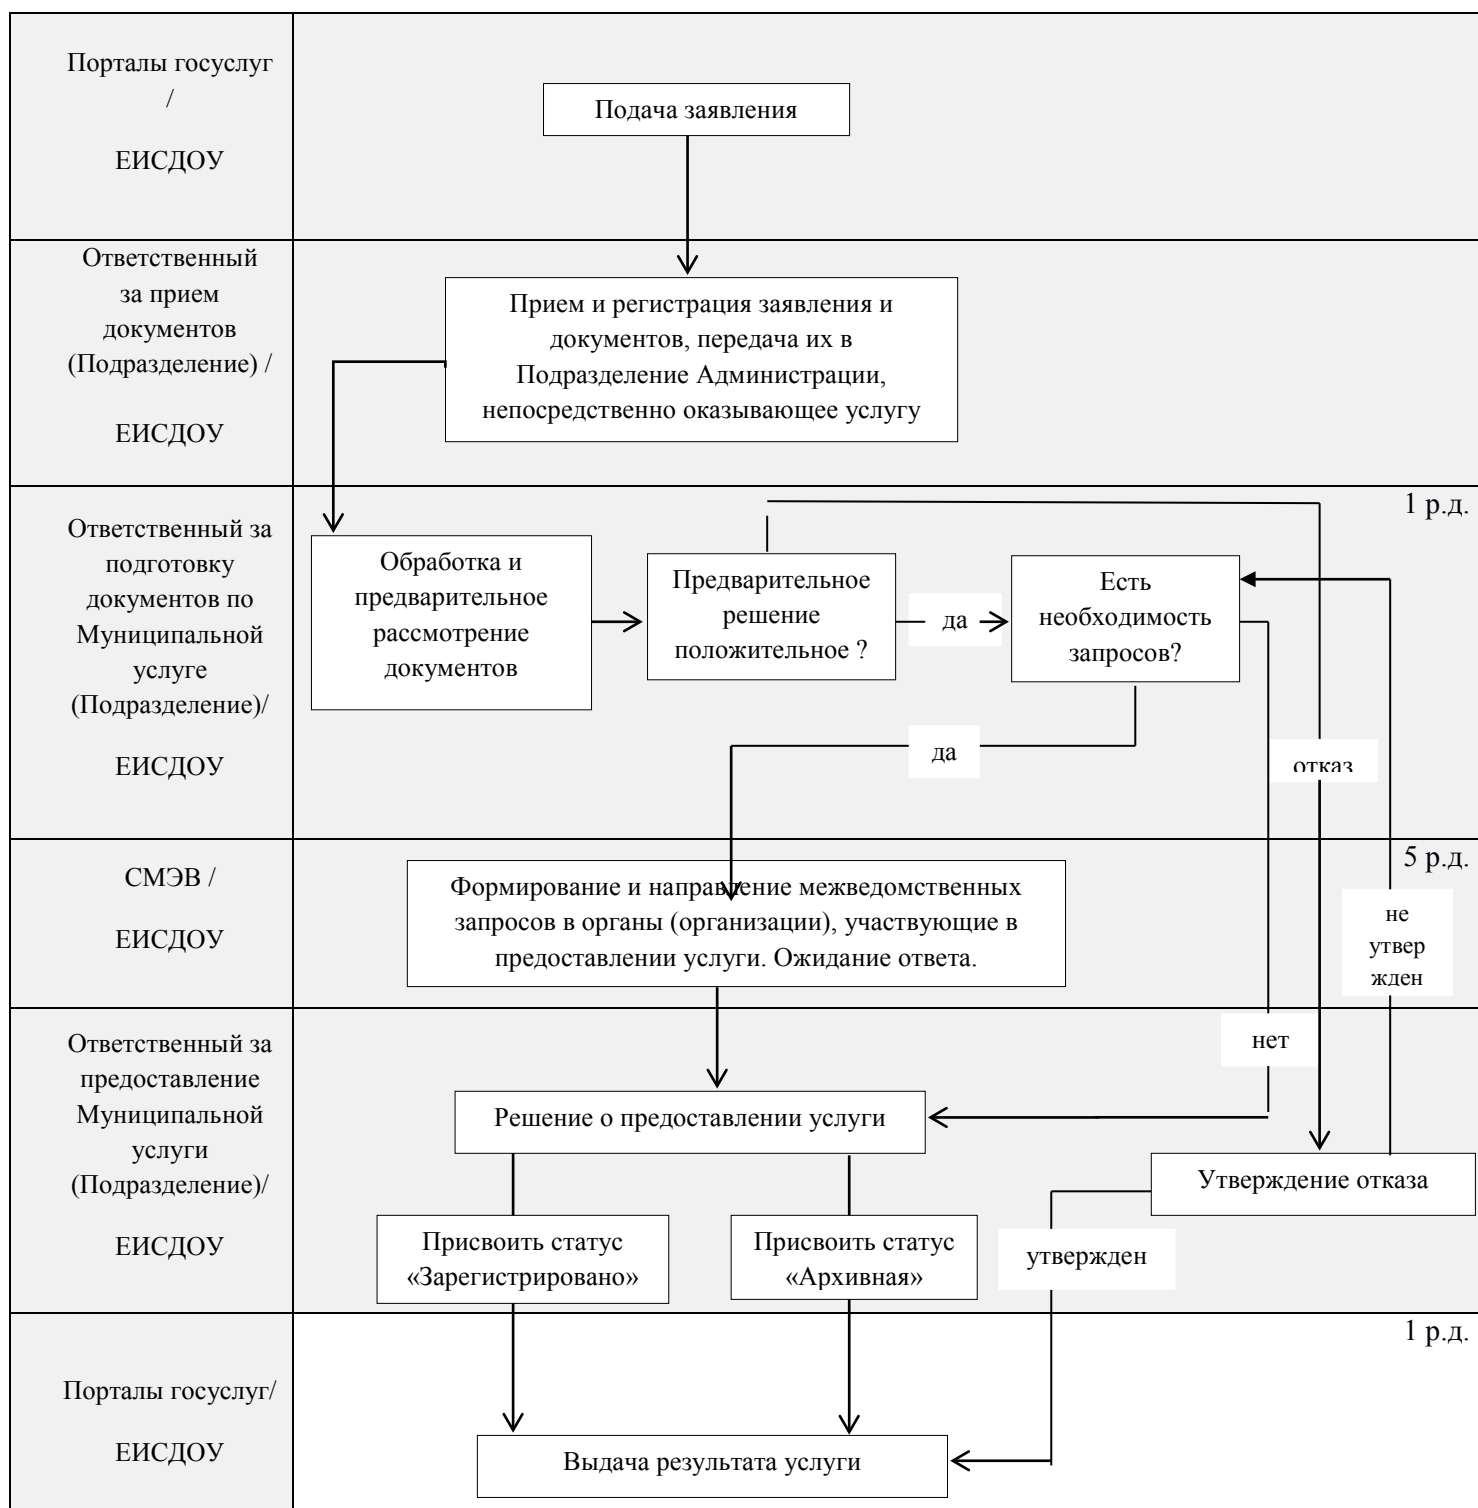 Порталы госуслуг
/
ЕИСДОУ
Подача заявления
Ответственный
за прием
документов
(Подразделение) /
ЕИСДОУ
Прием и регистрация заявления и
документов, передача их в
Подразделение Администрации,
непосредственно оказывающее услугу
1 р.д.
Ответственный за
подготовку
документов по
Муниципальной
услуге
(Подразделение)/
ЕИСДОУ
Обработка и
предварительное
рассмотрение
документов
Предварительное
решение
положительное ?
да
Есть
необходимость
запросов?
да
отказ
5 р.д.
СМЭВ /
ЕИСДОУ
Формирование и направление межведомственных
запросов в органы (организации), участвующие в
предоставлении услуги. Ожидание ответа.
не
утвер
жден
Ответственный за
предоставление
Муниципальной
услуги
(Подразделение)/
ЕИСДОУ
нет
Решение о предоставлении услуги
Утверждение отказа
Присвоить статус
«Зарегистрировано»
Присвоить статус
«Архивная»
утвержден
1 р.д.
Порталы госуслуг/
ЕИСДОУ
Выдача результата услуги